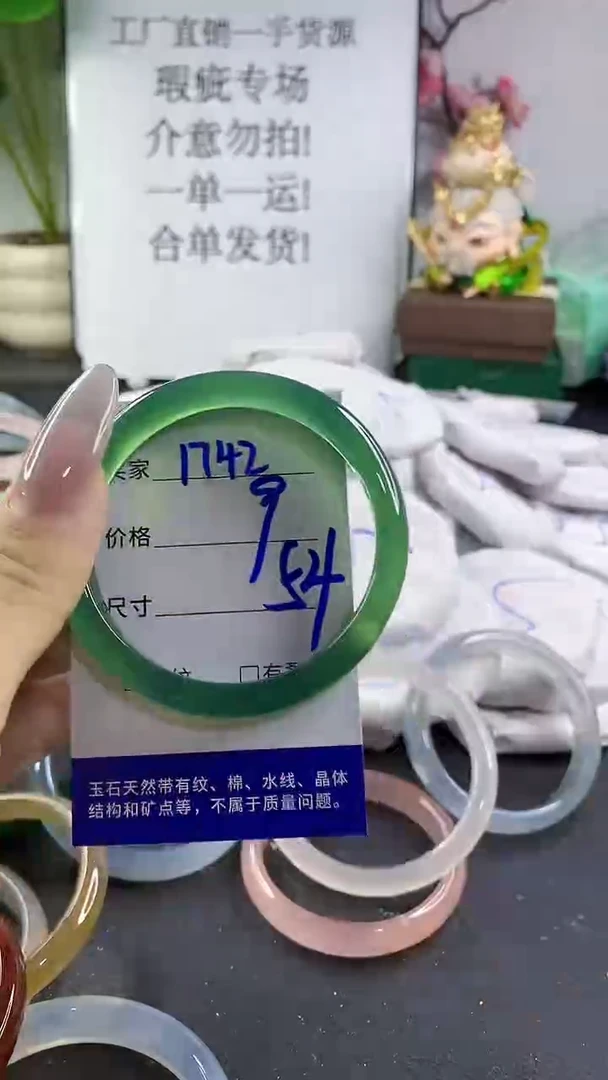 工厂直销一手货源
瑕疵专场
介意勿拍!
一单一运!
合单发货!
家 1742
价格 9
尺寸 54
纹 □有
玉石天然带有纹、棉、水线、晶体
结构和矿点等，不属于质量问题。